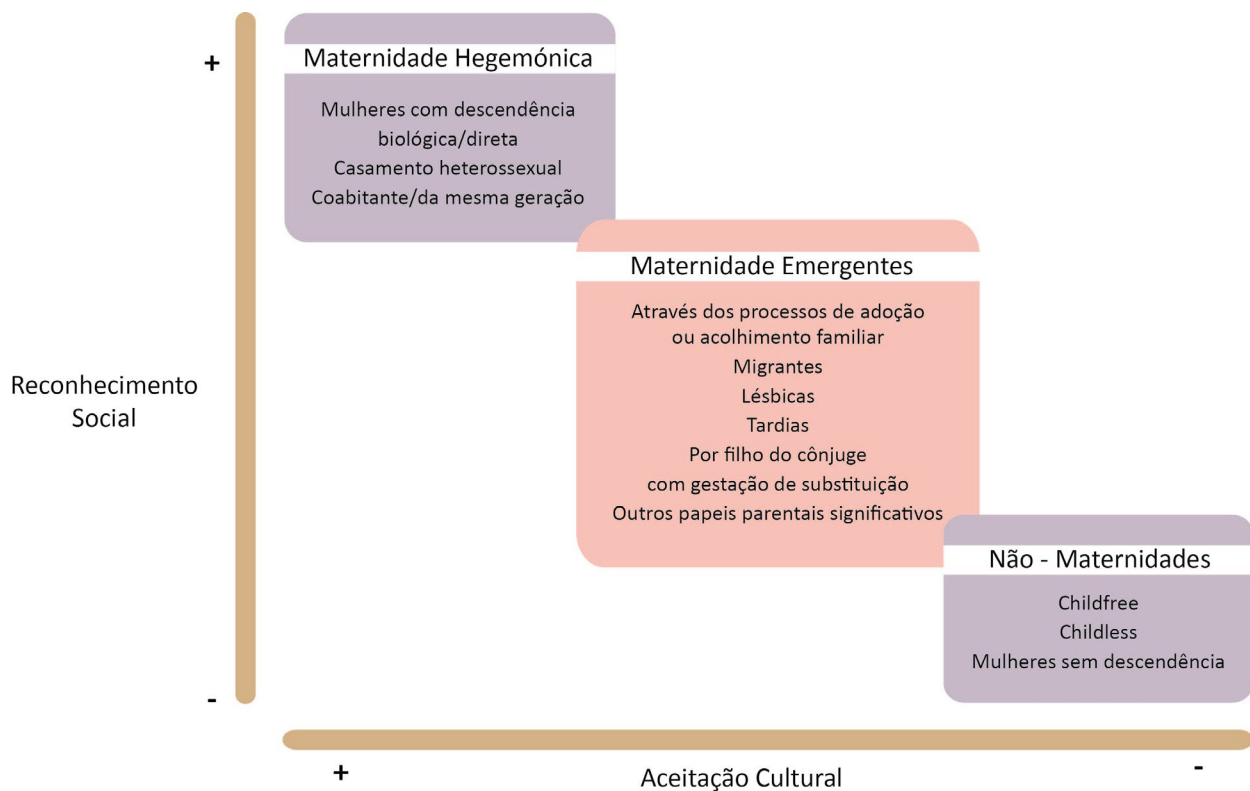 +
Maternidade Hegemónica
Mulheres com descendência
biológica/direta
Casamento heterossexual
Coabitante/da mesma geração
Maternidade Emergentes
Através dos processos de adoção
ou acolhimento familiar
Migrantes
Lésbicas
Tardias
Por filho do cônjuge
com gestação de substituição
Outros papeis parentais significativos
Reconhecimento
Social
Não - Maternidades
Childfree
Childless
Mulheres sem descendência
-
+
Aceitação Cultural
-